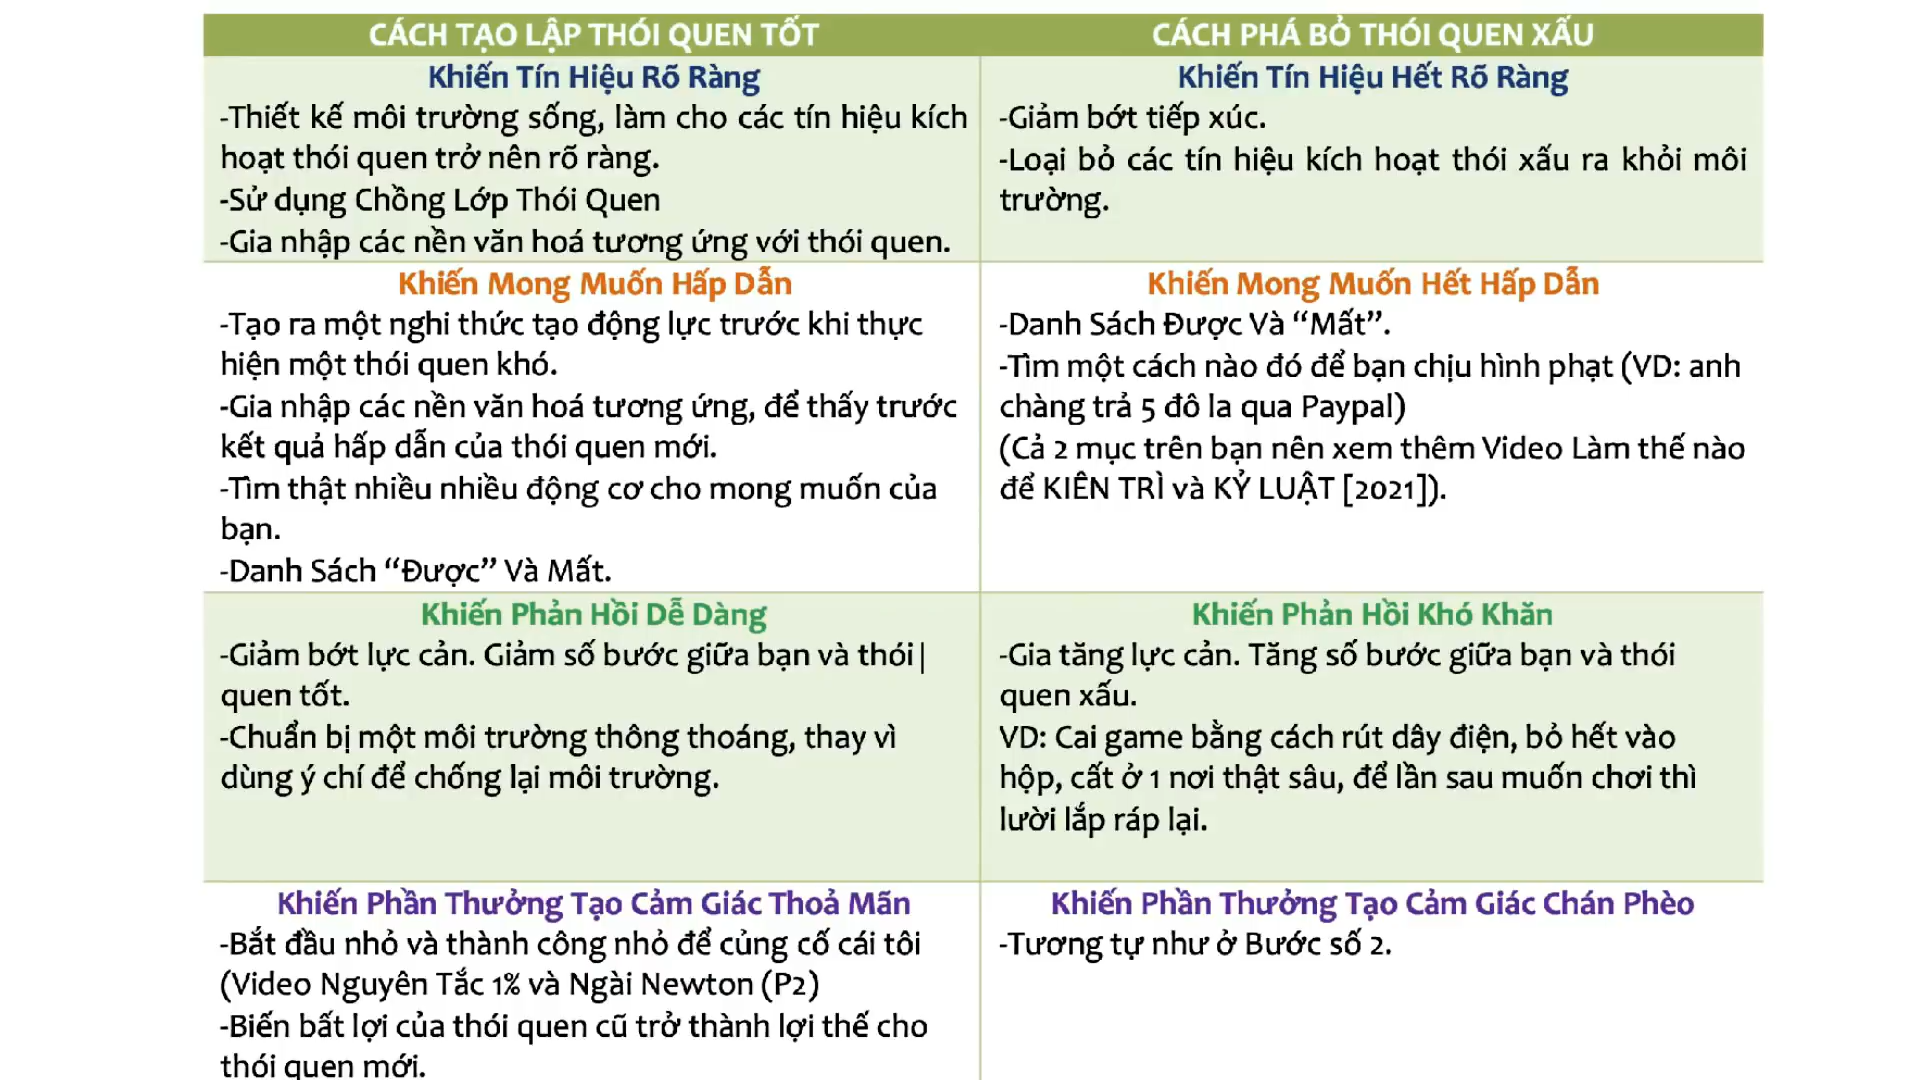 CÁCH TẠO LẬP THÓI QUEN TỐT
CÁCH PHÁ BỎ THÓI QUEN XẤU
Khiến Tín Hiệu Rõ Ràng
-Thiết kế môi trường sống, làm cho các tín hiệu kích
hoạt thói quen trở nên rõ ràng.
-Sử dụng Chồng Lớp Thói Quen
-Gia nhập các nền văn hoá tương ứng với thói quen.
Khiến Tín Hiệu Hết Rõ Ràng
-Giảm bớt tiếp xúc.
-Loại bỏ các tín hiệu kích hoạt thói xấu ra khỏi môi
trường.
Khiến Mong Muốn Hấp Dẫn
-Tạo ra một nghi thức tạo động lực trước khi thực
hiện một thói quen khó.
-Gia nhập các nền văn hoá tương ứng, để thấy trước
kết quả hấp dẫn của thói quen mới.
-Tìm thật nhiều nhiều động cơ cho mong muốn của
bạn.
-Danh Sách “Được” Và Mất.
Khiến Mong Muốn Hết Hấp Dẫn
-Danh Sách Được Và “Mất”.
-Tìm một cách nào đó để bạn chịu hình phạt (VD: anh
chàng trả 5 đô la qua Paypal)
(Cả 2 mục trên bạn nên xem thêm Video Làm thế nào
để KIÊN TRÌ và KỶ LUẬT [2021]).
Khiến Phản Hồi Dễ Dàng
-Giảm bớt lực cản. Giảm số bước giữa bạn và thói|
quen tốt.
-Chuẩn bị một môi trường thông thoáng, thay vì
dùng ý chí để chống lại môi trường.
Khiến Phản Hồi Khó Khăn
-Gia tăng lực cản. Tăng số bước giữa bạn và thói
quen xấu.
VD: Cai game bằng cách rút dây điện, bỏ hết vào
hộp, cất ở 1 nơi thật sâu, để lần sau muốn chơi thì
lười lắp ráp lại.
Khiến Phần Thưởng Tạo Cảm Giác Thoả Mãn
-Bắt đầu nhỏ và thành công nhỏ để củng cố cái tôi
(Video Nguyên Tắc 1% và Ngài Newton (P2)
-Biến bất lợi của thói quen cũ trở thành lợi thế cho
thói quen mới.
Khiến Phần Thưởng Tạo Cảm Giác Chán Phèo
-Tương tự như ở Bước số 2.